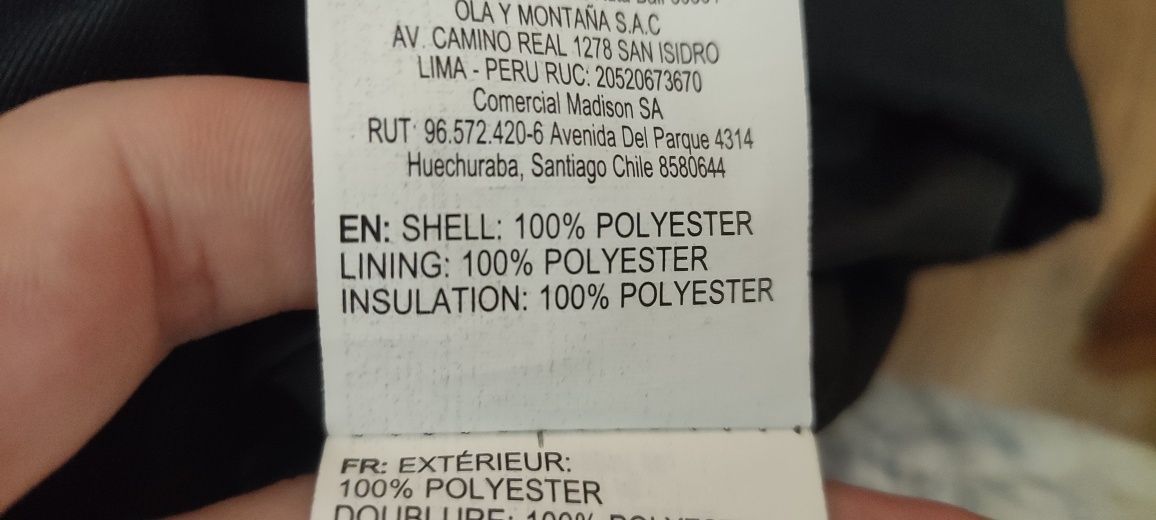 OLA Y MONTAÑA S.A.C
AV. CAMINO REAL 1278 SAN ISIDRO
LIMA - PERU RUC: 20520673670
Comercial Madison SA
RUT: 96.572.420-6 Avenida Del Parque 4314
Huechuraba, Santiago Chile 8580644
EN: SHELL: 100% POLYESTER
LINING: 100% POLYESTER
INSULATION: 100% POLYESTER
FR: EXTÉRIEUR:
100% POLYESTER
DOUBLURE: 100%